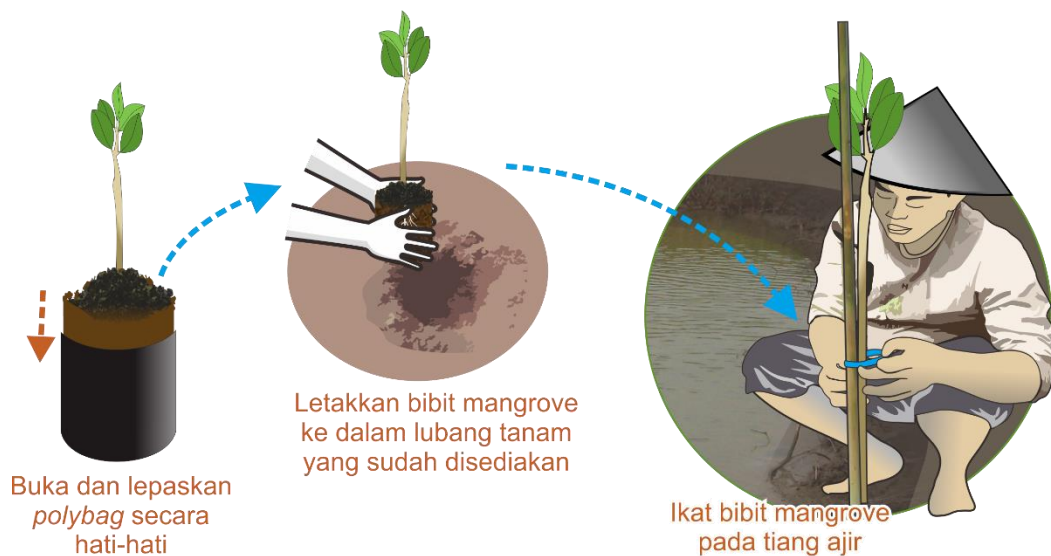 Buka dan lepaskan
polybag secara
hati-hati
Letakkan bibit mangrove
ke dalam lubang tanam
yang sudah disediakan
Ikat bibit mangrove
pada tiang ajir